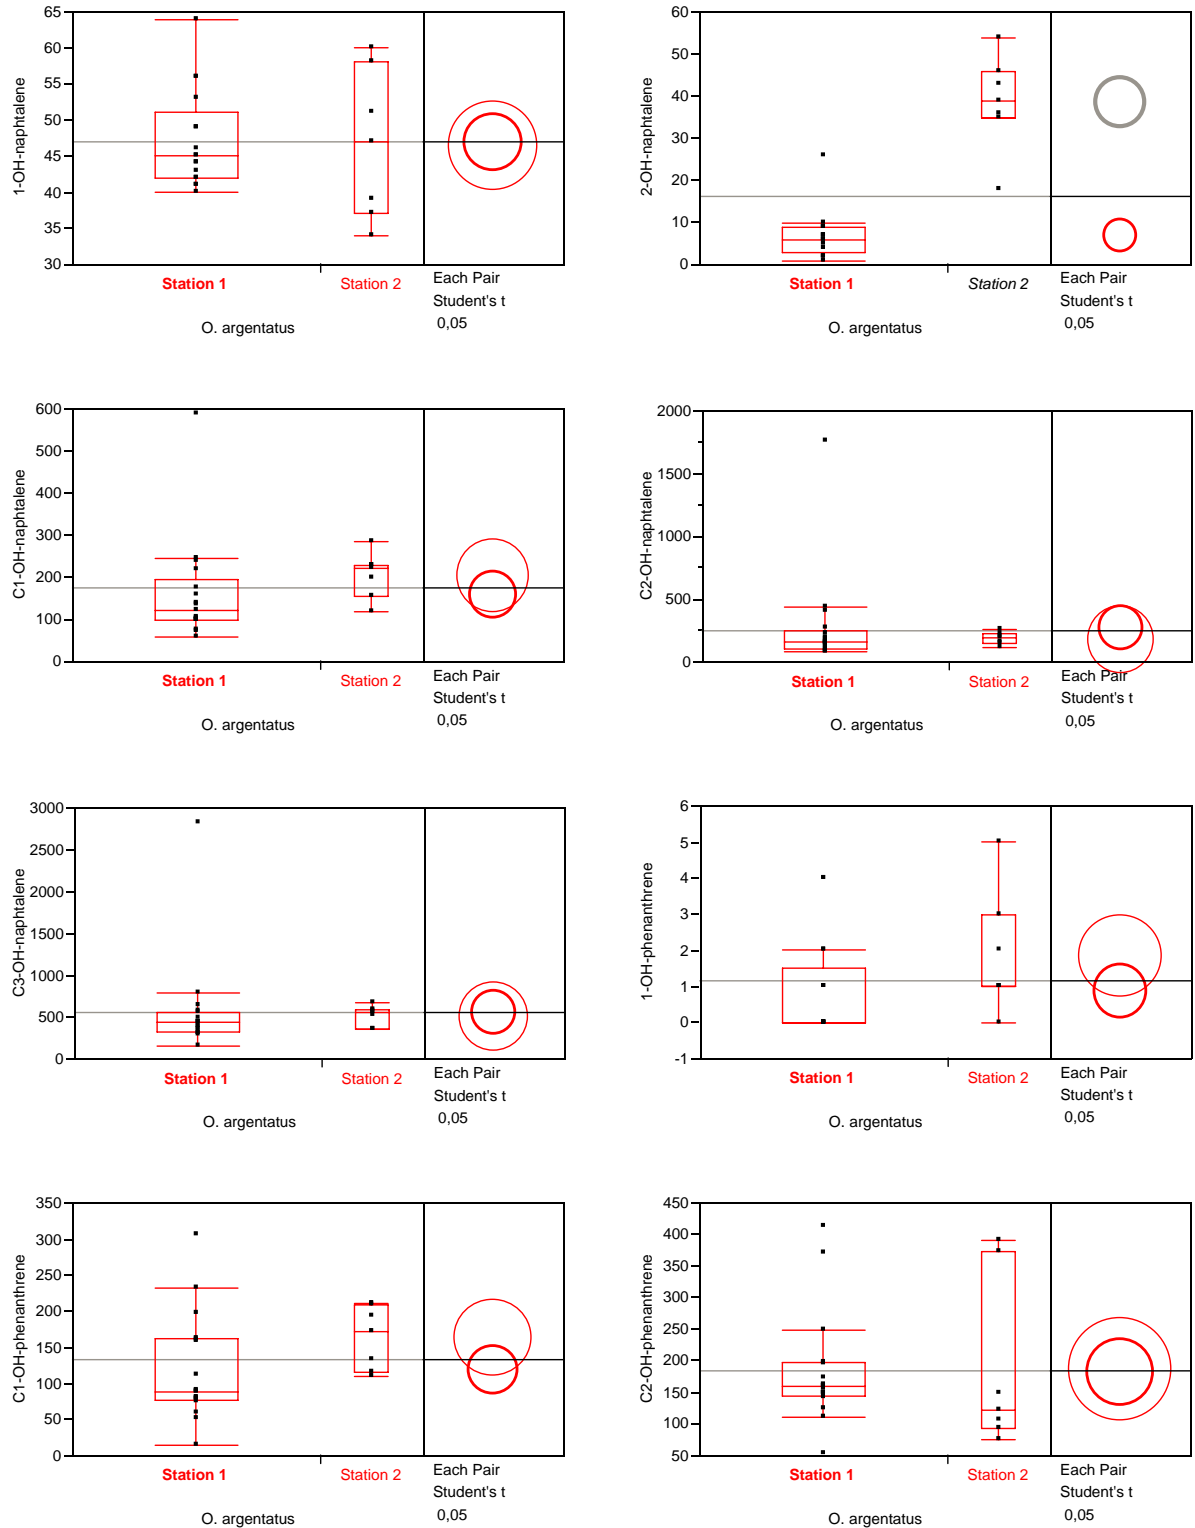 1-OH-naphtalene
65
60
55
50
45
40
35
30
Station 1
Station 2
Each Pair
Student's t
0,05
O. argentatus
2-OH-naphtalene
60
50
40
30
20
10
0
Station 1
Station 2
Each Pair
Student's t
0,05
O. argentatus
C1-OH-naphtalene
600
500
400
300
200
100
0
Station 1
Station 2
Each Pair
Student's t
0,05
O. argentatus
C2-OH-naphtalene
2000
1500
1000
500
0
Station 1
Station 2
Each Pair
Student's t
0,05
O. argentatus
C3-OH-naphtalene
3000
2500
2000
1500
1000
500
0
Station 1
Station 2
Each Pair
Student's t
0,05
O. argentatus
1-OH-phenanthrene
6
5
4
3
2
1
0
-1
Station 1
Station 2
Each Pair
Student's t
0,05
O. argentatus
C1-OH-phenanthrene
350
300
250
200
150
100
50
0
Station 1
Station 2
Each Pair
Student's t
0,05
O. argentatus
C2-OH-phenanthrene
450
400
350
300
250
200
150
100
50
Station 1
Station 2
Each Pair
Student's t
0,05
O. argentatus